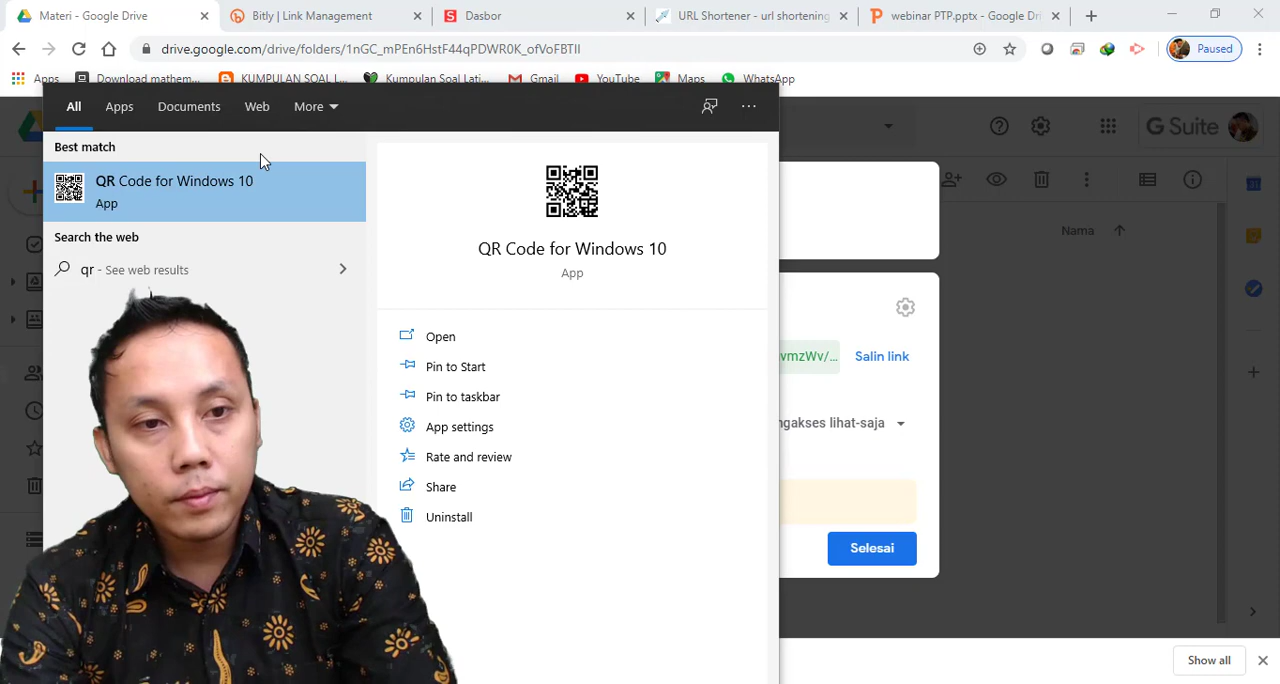 Materi - Google Drive
Bitly | Link Management
Dasbor
URL Shortener - url shortening
webinar PTP.pptx - Google Dri
drive.google.com/drive/folders/1nGC_mPEn6HstF44qPDWR0K_ofVoFBTII
Paused
Apps
Download mathem...
KUMPULAN SOAL L...
Kumpulan Soal Lati...
Gmail
YouTube
Maps
WhatsApp
All Apps Documents Web More
G Suite
Best match
QR Code for Windows 10
App
Search the web
qr - See web results
QR Code for Windows 10
App
Open
Pin to Start
Pin to taskbar
App settings
Rate and review
Share
Uninstall
Nama
vmzWv/...
Salin link
ngakses lihat-saja
Selesai
Show all